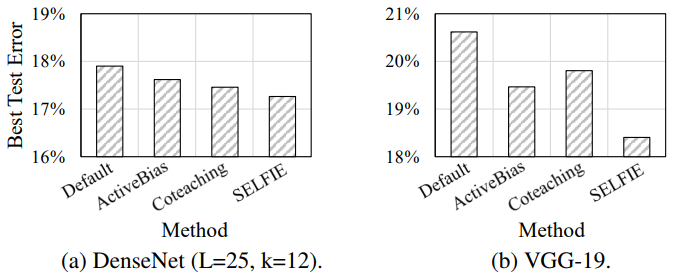 Best Test Error
19%
18%
17%
16%
Default
ActiveBias
Coteaching
SELFIE
Method
(a) DenseNet (L=25, k=12).
21%
20%
19%
18%
Default
ActiveBias
Coteaching
SELFIE
Method
(b) VGG-19.